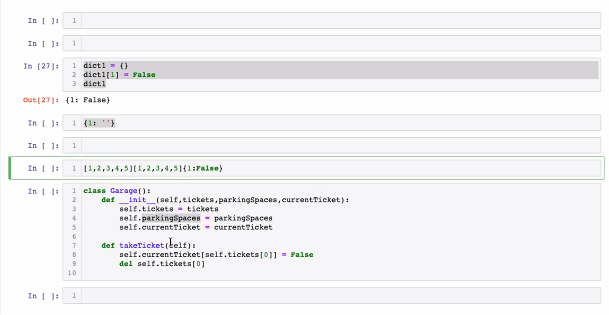 In [ ]: 1
In [ ]: 1
In [27]: 1 dict1 = {}
2 dict1[1] = False
3 dict1
Out[27]: {1: False}
In [ ]: 1 {1: ''}
In [ ]: 1
In [ ]: 1 [1,2,3,4,5][1,2,3,4,5]{1:False}
In [ ]: 1 class Garage():
2 def __init__(self,tickets,parkingSpaces,currentTicket):
3 self.tickets = tickets
4 self.parkingSpaces = parkingSpaces
5 self.currentTicket = currentTicket
6
7 def takeTicket(self):
8 self.currentTicket[self.tickets[0]] = False
9 del self.tickets[0]
10
In [ ]: 1